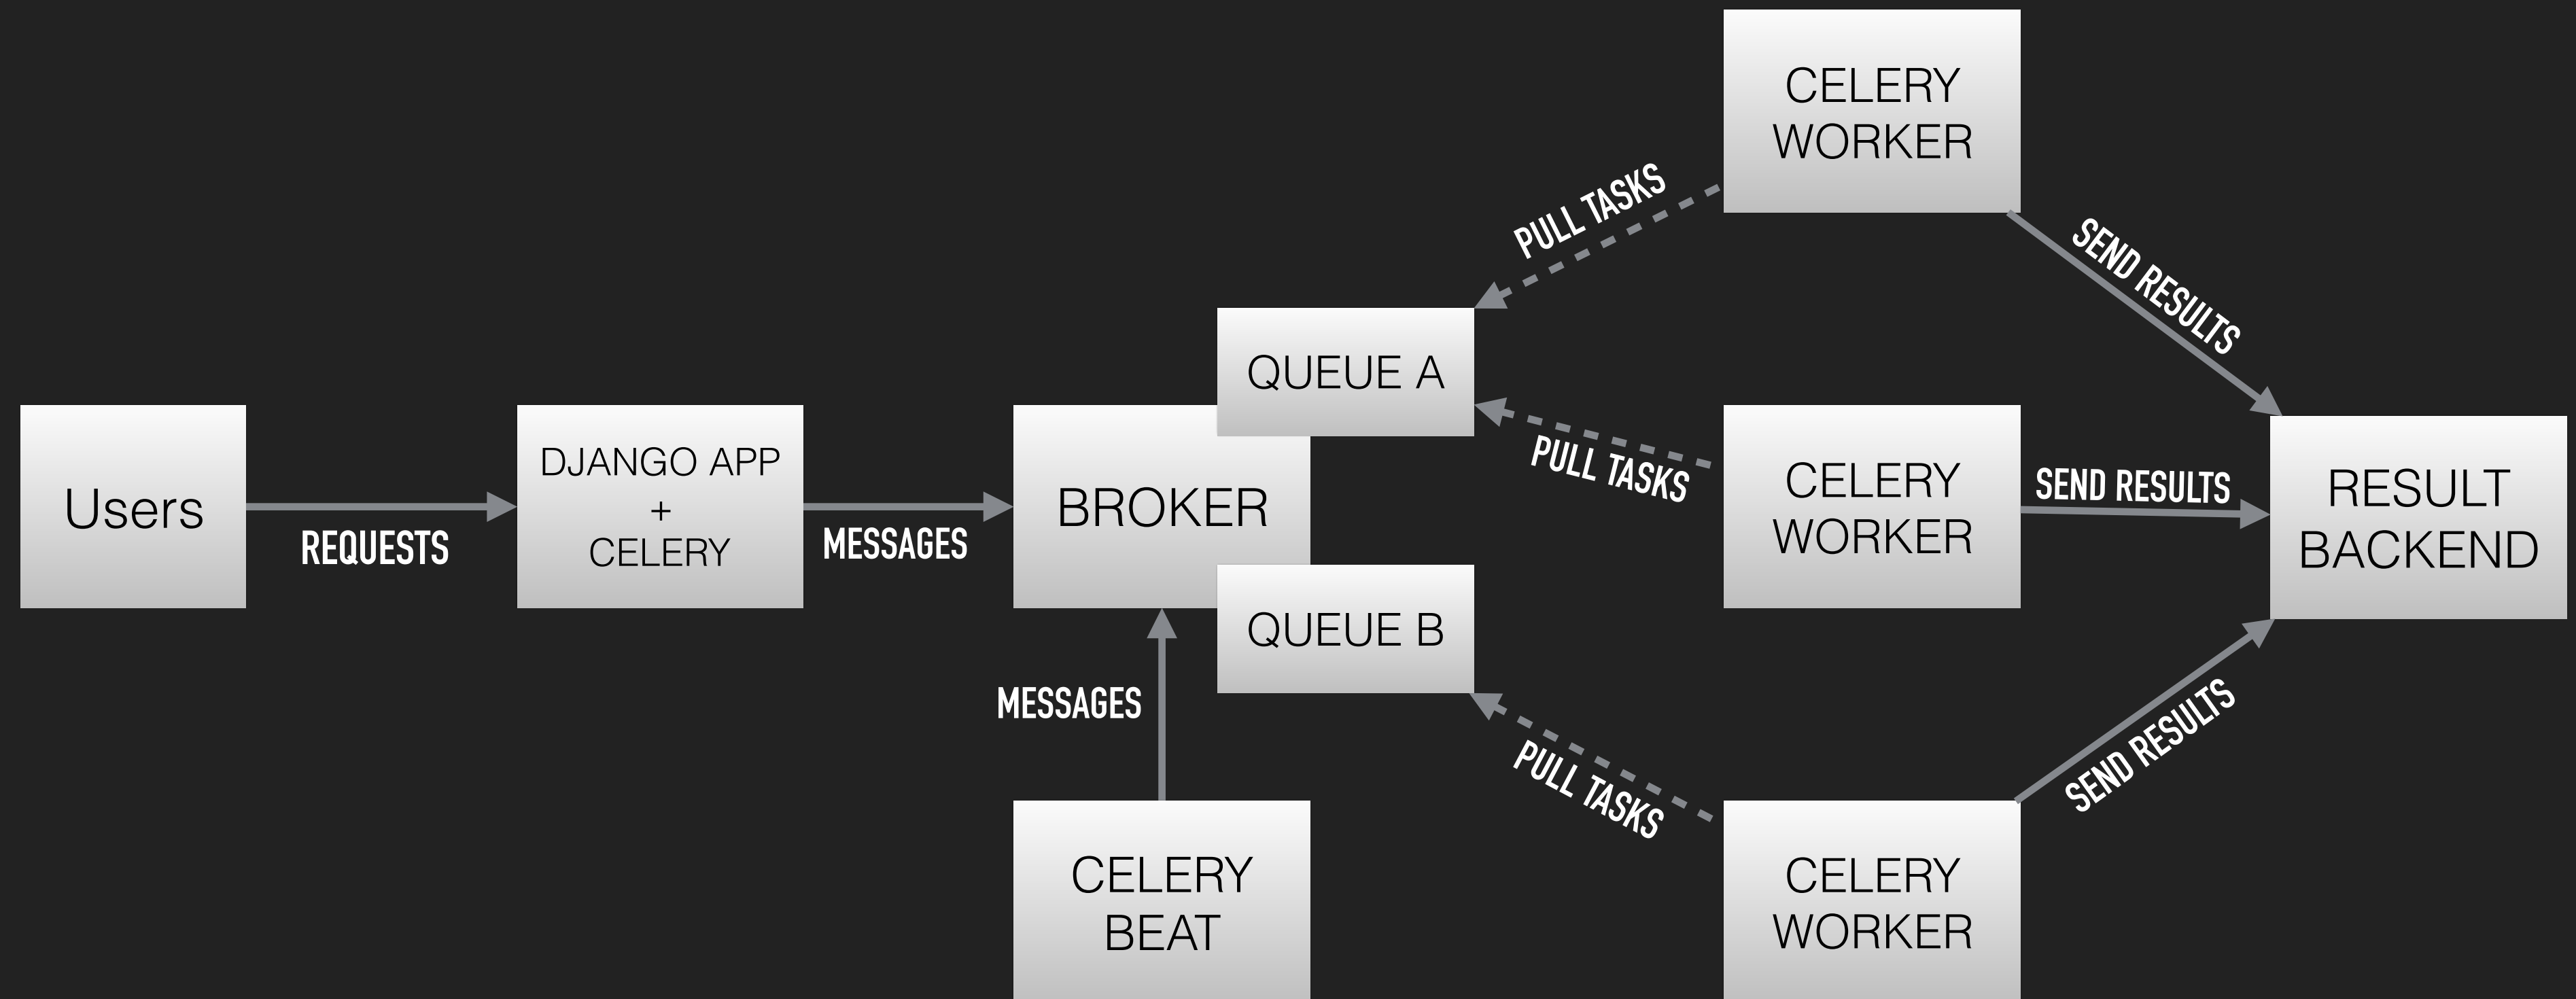 Users
REQUESTS
DJANGO APP
+
CELERY
MESSAGES
BROKER
QUEUE A
QUEUE B
MESSAGES
CELERY
BEAT
PULL TASKS
PULL TASKS
PULL TASKS
CELERY
WORKER
CELERY
WORKER
CELERY
WORKER
SEND RESULTS
SEND RESULTS
SEND RESULTS
RESULT
BACKEND